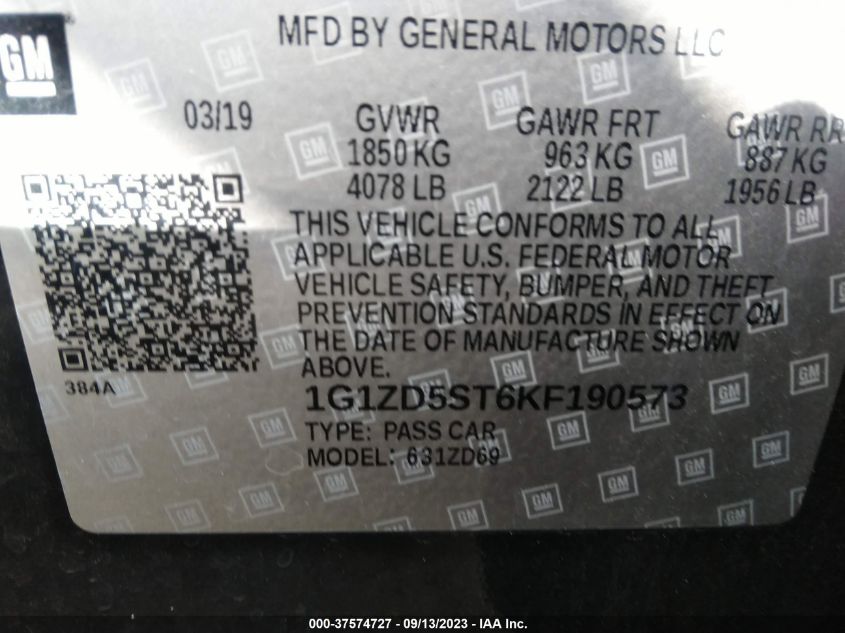 GM
MFD BY GENERAL MOTORS LLC
03/19
GVWR GAWR FRT GAWR RR
1850 KG 963 KG 887 KG
4078 LB 2122 LB 1956 LB
THIS VEHICLE CONFORMS TO ALL
APPLICABLE U.S. FEDERAL MOTOR
VEHICLE SAFETY, BUMPER, AND THEFT
PREVENTION STANDARDS IN EFFECT ON
THE DATE OF MANUFACTURE SHOWN
ABOVE.
384A
1G1ZD5ST6KF190573
TYPE: PASS CAR
MODEL: 631ZD69
000-37574727 - 09/13/2023 - IAA Inc.